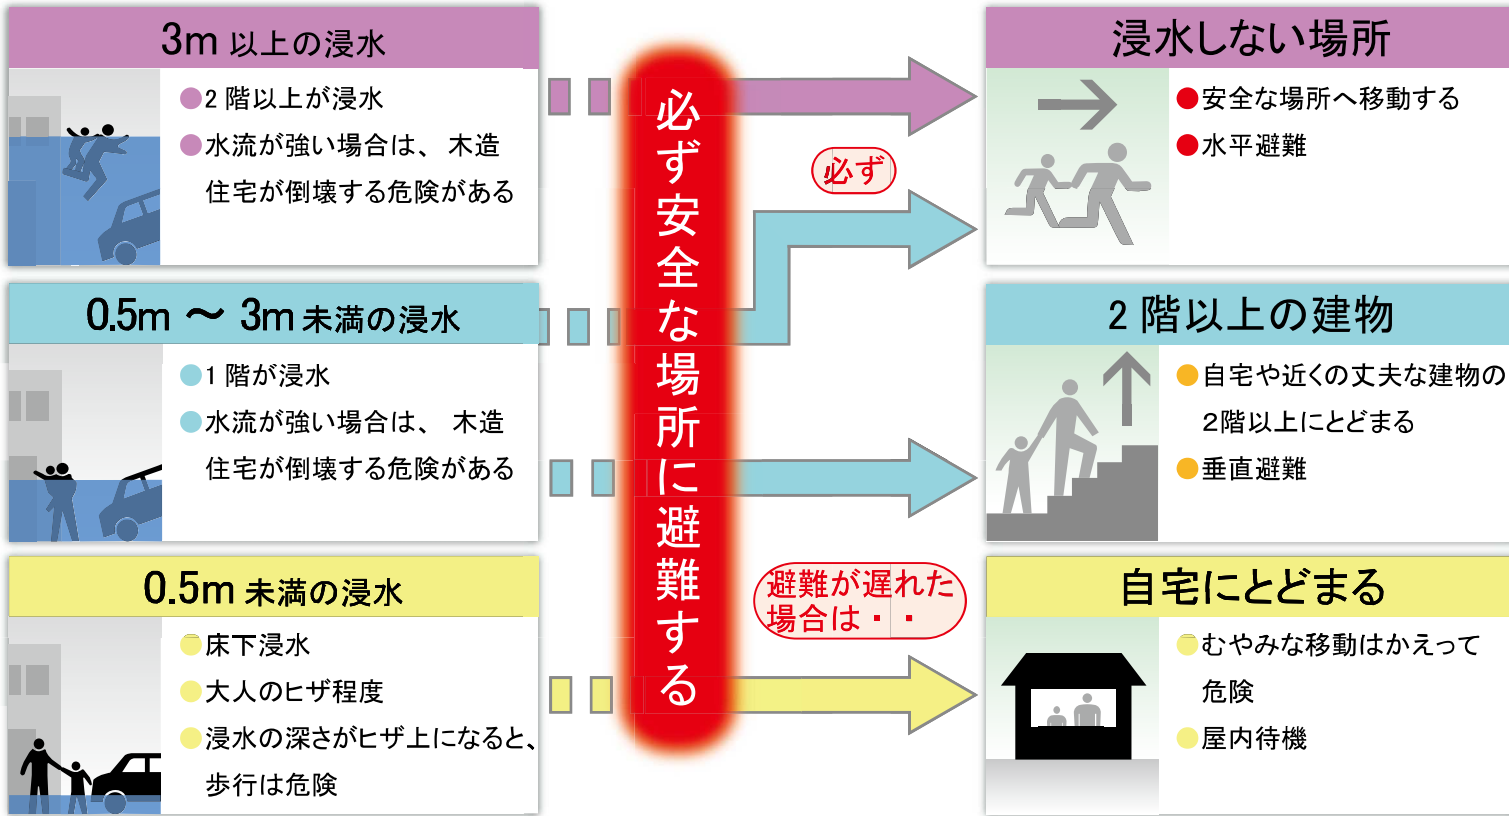 3m 以上の浸水
●2 階以上が浸水
●水流が強い場合は、 木造
住宅が倒壊する危険がある
0.5m ～ 3m 未満の浸水
●1 階が浸水
●水流が強い場合は、 木造
住宅が倒壊する危険がある
0.5m 未満の浸水
●床下浸水
●大人のヒザ程度
●浸水の深さがヒザ上になると、
歩行は危険
必ず安全な場所に避難する
必ず
避難が遅れた
場合は・・
浸水しない場所
●安全な場所へ移動する
●水平避難
2 階以上の建物
●自宅や近くの丈夫な建物の
２階以上にとどまる
●垂直避難
自宅にとどまる
●むやみな移動はかえって
危険
●屋内待機